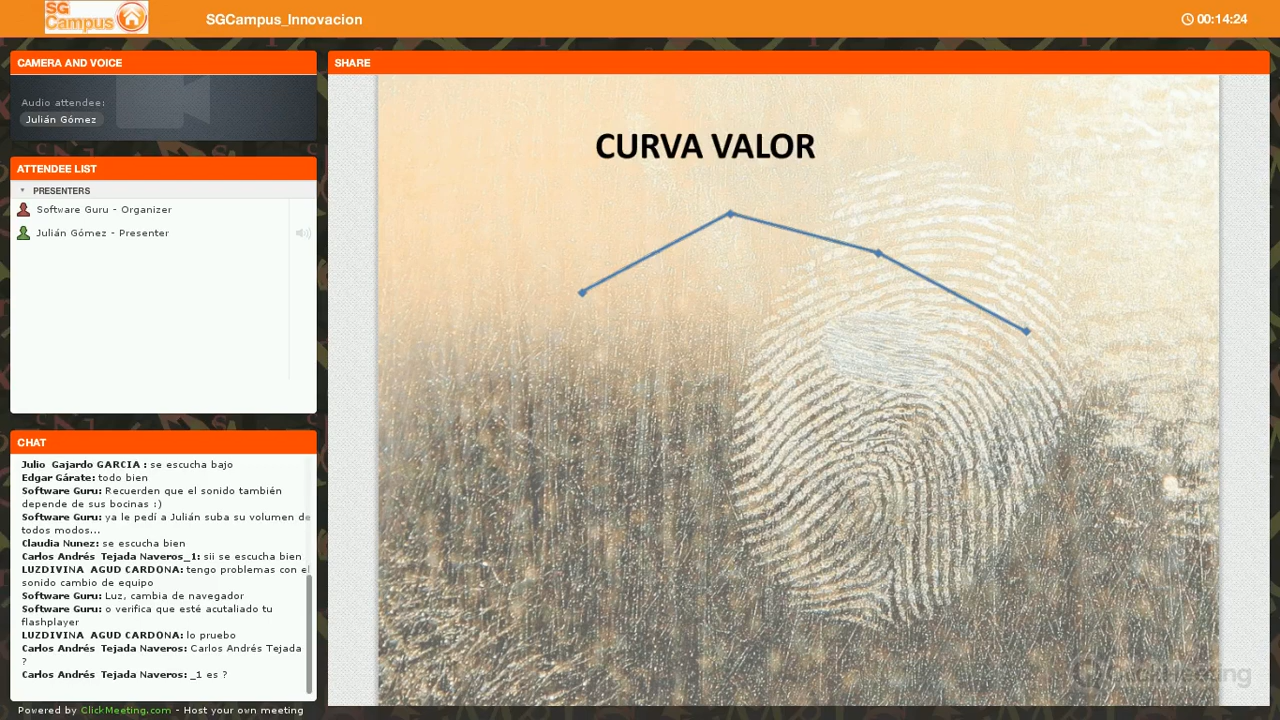 SG
Campus
SGCampus_Innovacion
00:14:24
CAMERA AND VOICE
Audio attendee:
Julián Gómez
ATTENDEE LIST
PRESENTERS
Software Guru - Organizer
Julián Gómez - Presenter
CHAT
Julio Gajardo GARCIA : se escucha bajo
Edgar Gárate: todo bien
Software Guru: Recuerden que el sonido también
depende de sus bocinas :)
Software Guru: ya le pedí a Julián suba su volumen de
todos modos...
Claudia Nunez: se escucha bien
Carlos Andrés Tejada Naveros_1: sii se escucha bien
LUZDIVINA AGUD CARDONA: tengo problemas con el
sonido cambio de equipo
Software Guru: Luz, cambia de navegador
Software Guru: o verifica que esté acutaliado tu
flashplayer
LUZDIVINA AGUD CARDONA: lo pruebo
Carlos Andrés Tejada Naveros: Carlos Andrés Tejada
?
Carlos Andrés Tejada Naveros: _1 es ?
Powered by ClickMeeting.com - Host your own meeting
SHARE
CURVA VALOR
ClickMeeting